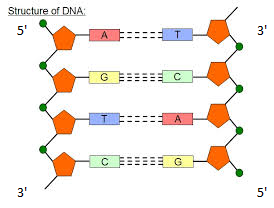 Structure of DNA:
5' A T 3'
G C
T A
C G
3' 5'